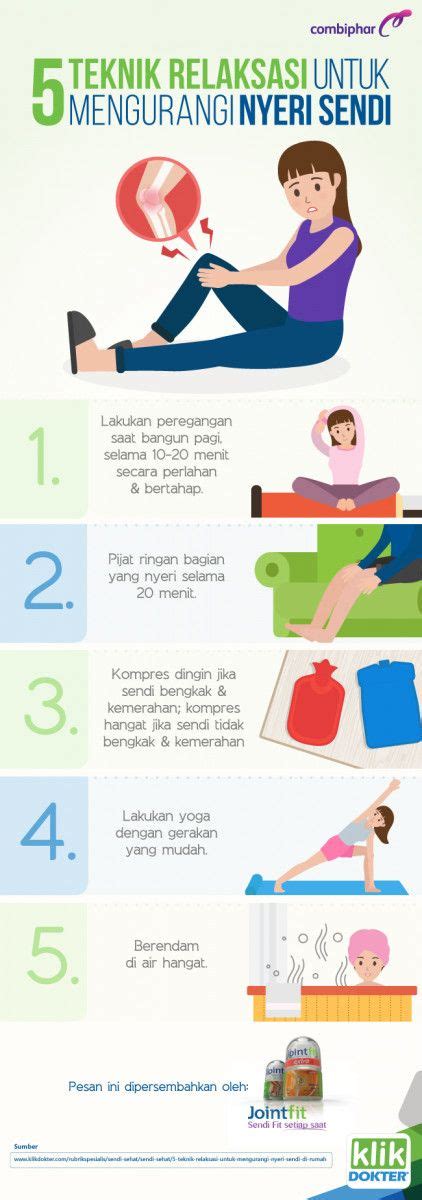 combiphar
5 TEKNIK RELAKSASI UNTUK
MENGURANGI NYERI SENDI
1.
Lakukan peregangan
saat bangun pagi,
selama 10-20 menit
secara perlahan
& bertahap.
2.
Pijat ringan bagian
yang nyeri selama
20 menit.
3.
Kompres dingin jika
sendi bengkak &
kemerahan; kompres
hangat jika sendi tidak
bengkak & kemerahan
4.
Lakukan yoga
dengan gerakan
yang mudah.
5.
Berendam
di air hangat.
Pesan ini dipersembahkan oleh:
Jointfit
extra
Jointfit
Sendi Fit setiap saat
Sumber
www.klikdokter.com/rubrikspesialis/sendi-sehat/sendi-sehat/5-teknik-relaksasi-untuk-mengurangi-nyeri-sendi-di-rumah
klik
DOKTER